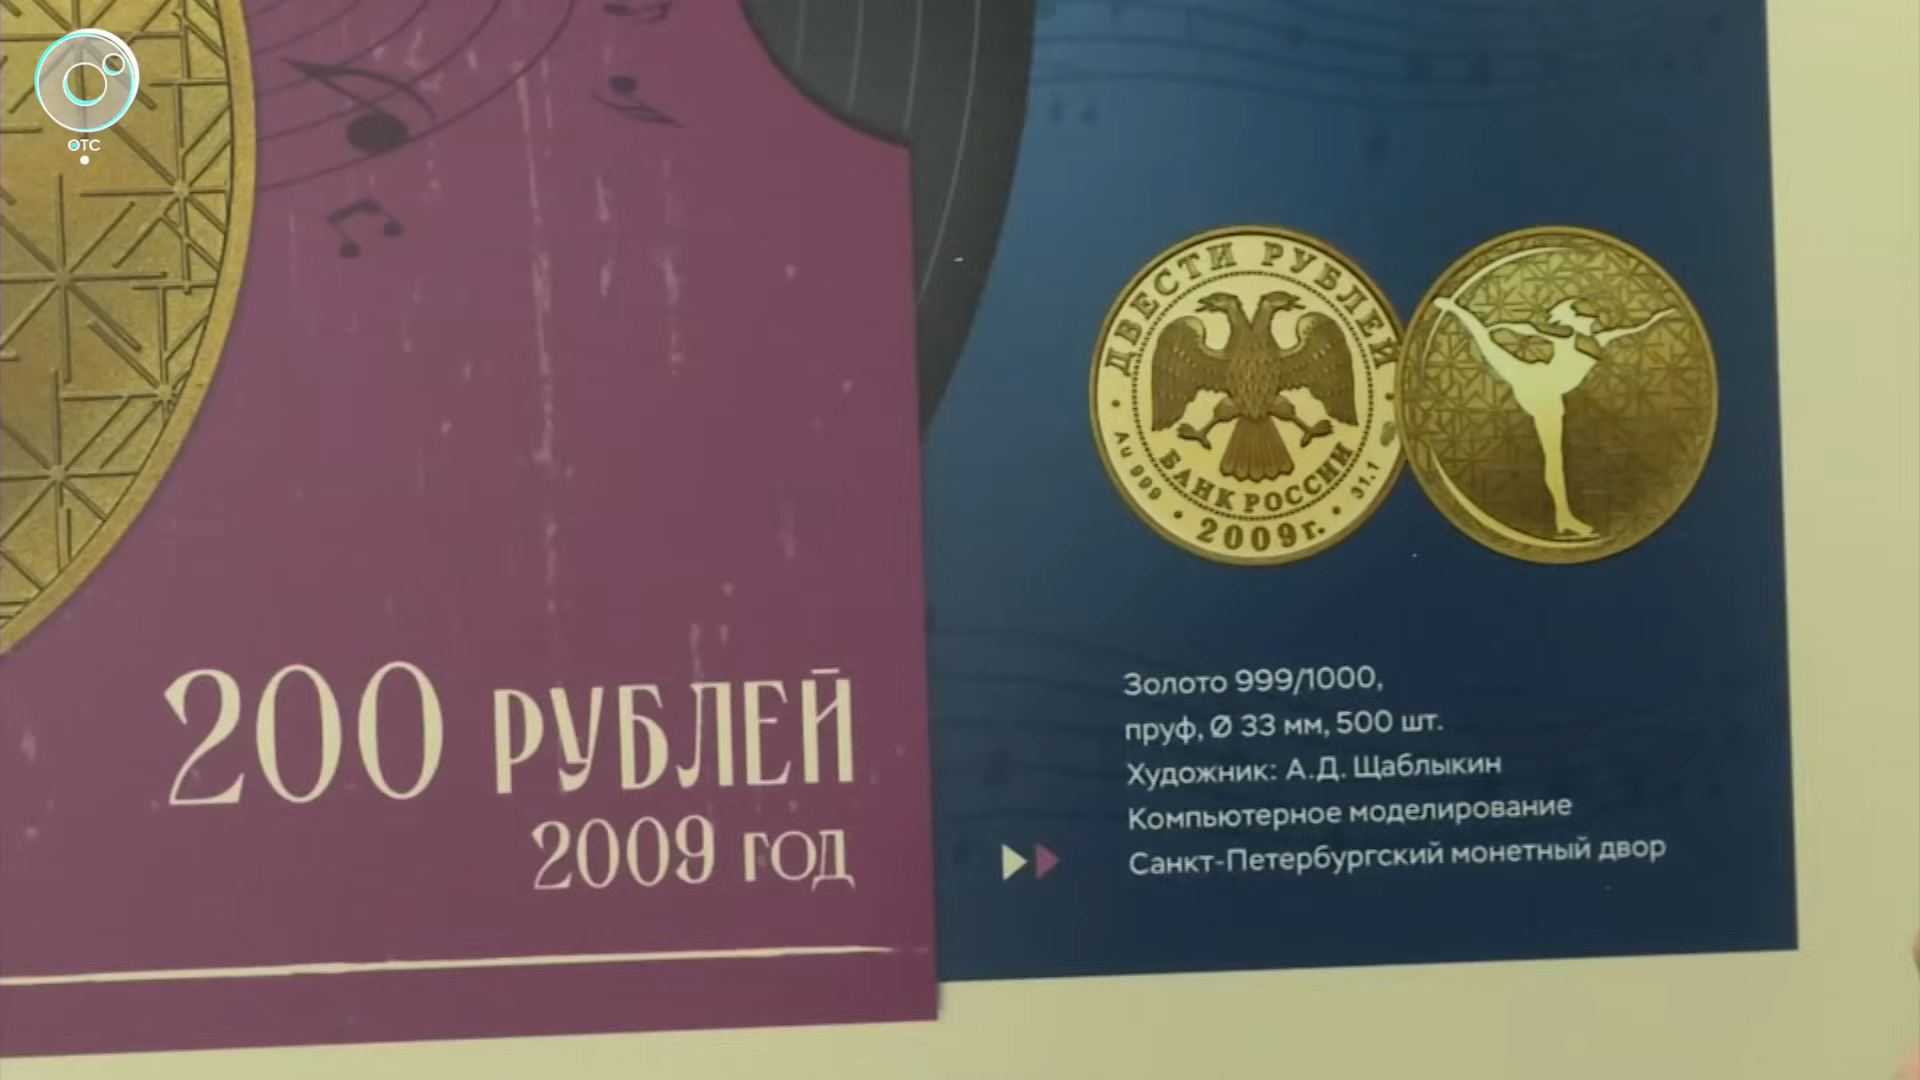 ОТС
ДВЕСТИ РУБЛЕЙ
Au 999
БАНК РОССИИ
31.1
2009 г.
200 РУБЛЕЙ
2009 ГОД
Золото 999/1000,
пруф, Ø 33 мм, 500 шт.
Художник: А.Д. Щаблыкин
Компьютерное моделирование
Санкт-Петербургский монетный двор